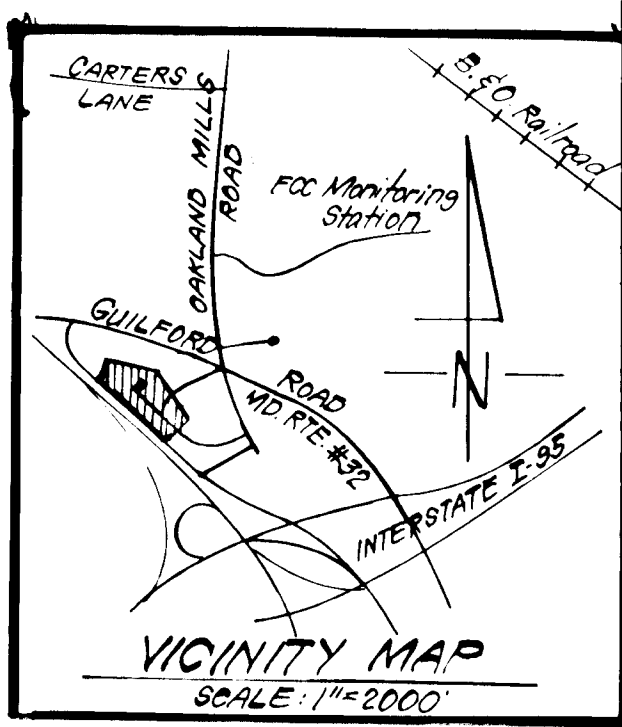 CARTERS
LANE
B.&O. Railroad
OAKLAND MILLS
ROAD
FCC Monitoring
Station
GUILFORD
ROAD
MD. RTE. #32
N
INTERSTATE I-95
VICINITY MAP
SCALE: 1"=2000'